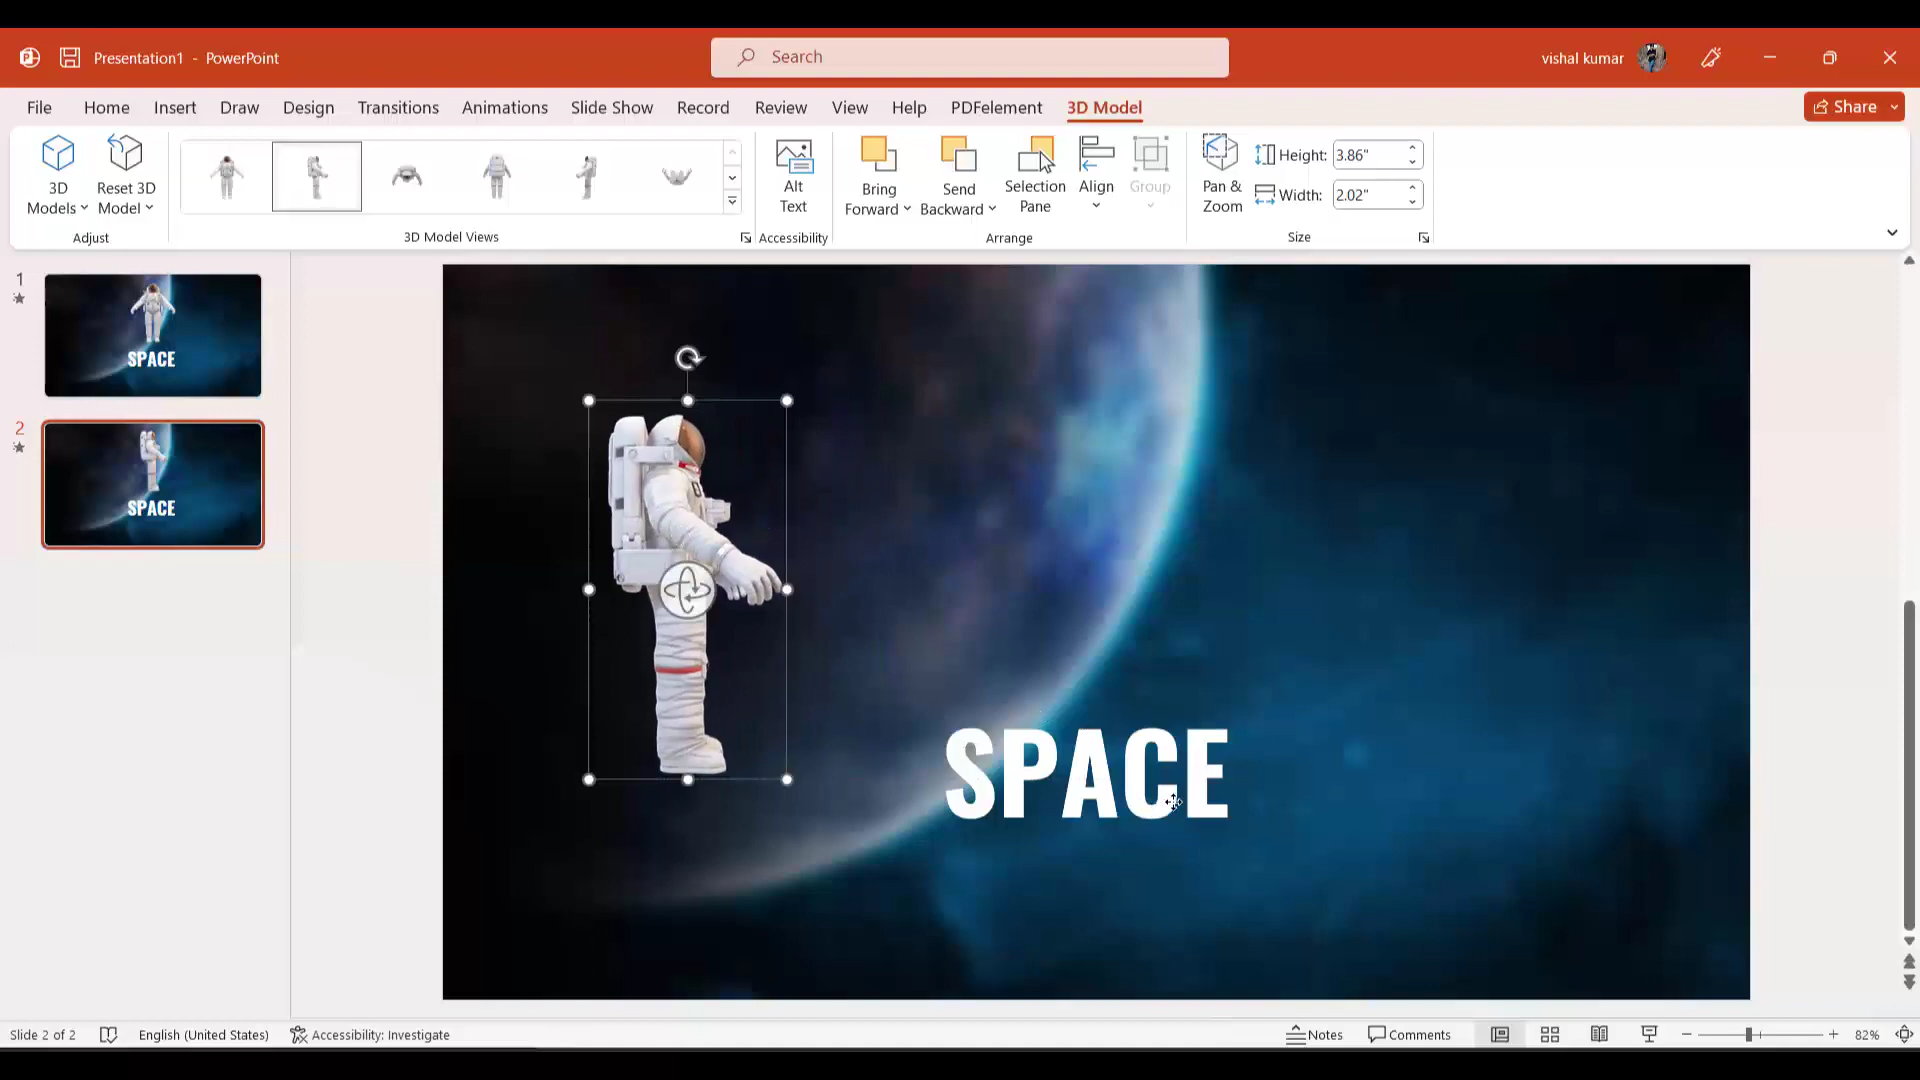 Presentation1 - PowerPoint
Search
vishal kumar
File Home Insert Draw Design Transitions Animations Slide Show Record Review View Help PDFelement 3D Model
Share
3D Models
Reset 3D Model
Adjust
3D Model Views
Alt Text
Accessibility
Bring Forward
Send Backward
Selection Pane
Align
Group
Arrange
Pan & Zoom
Height: 3.86"
Width: 2.02"
Size
1
SPACE
2
SPACE
SPACE
Slide 2 of 2
English (United States)
Accessibility: Investigate
Notes
Comments
82%